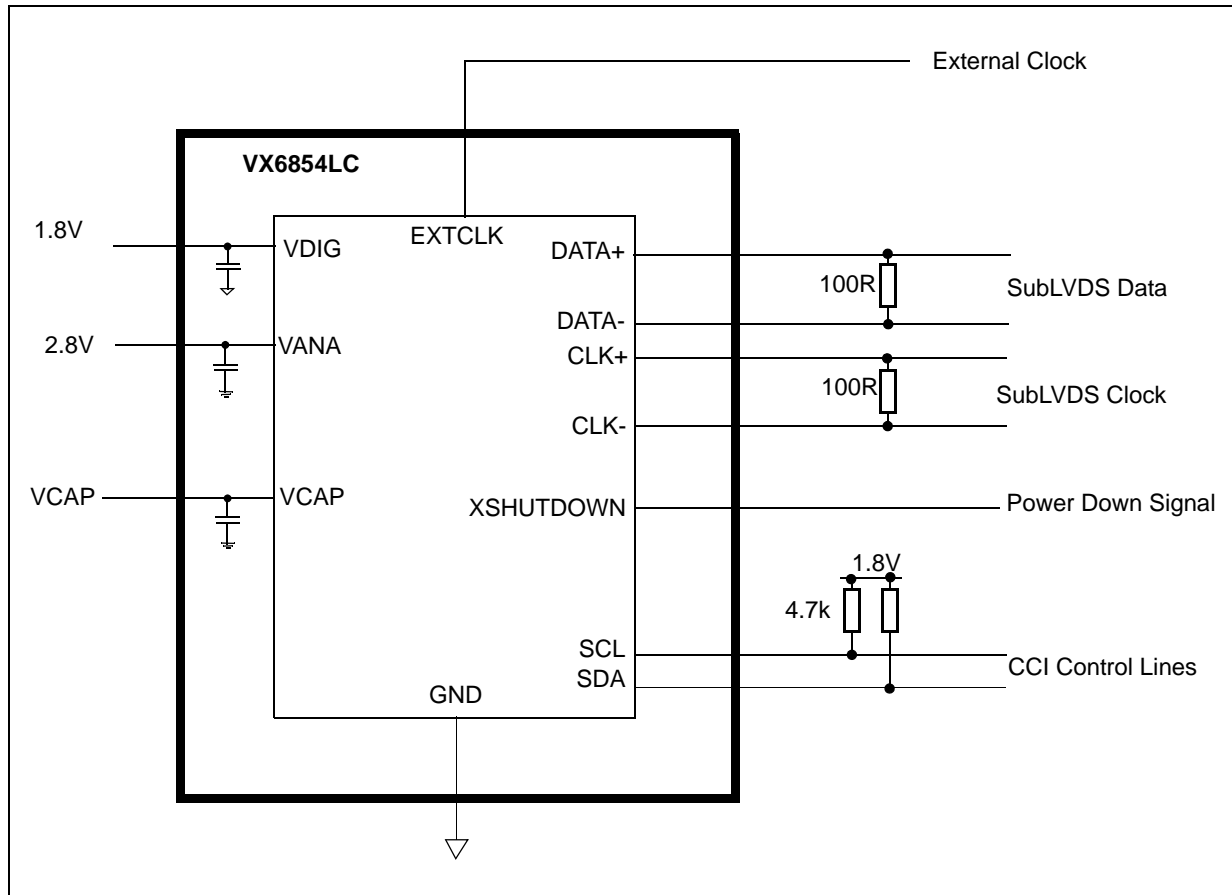 External Clock
VX6854LC
1.8V
VDIG
EXTCLK
DATA+
100R
SubLVDS Data
DATA-
2.8V
VANA
CLK+
100R
SubLVDS Clock
CLK-
VCAP
VCAP
XSHUTDOWN
Power Down Signal
1.8V
4.7k
SCL
CCI Control Lines
SDA
GND